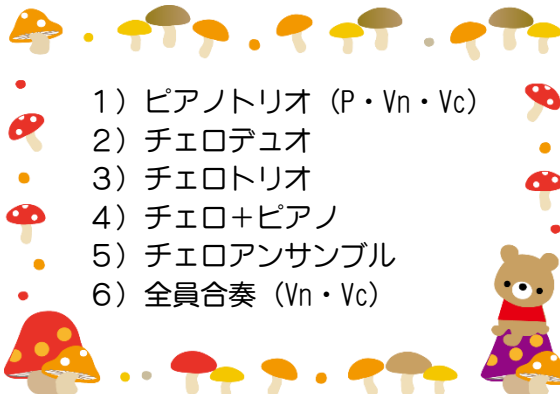 1）ピアノトリオ（P・Vn・Vc）
2）チェロデュオ
3）チェロトリオ
4）チェロ＋ピアノ
5）チェロアンサンブル
6）全員合奏（Vn・Vc）